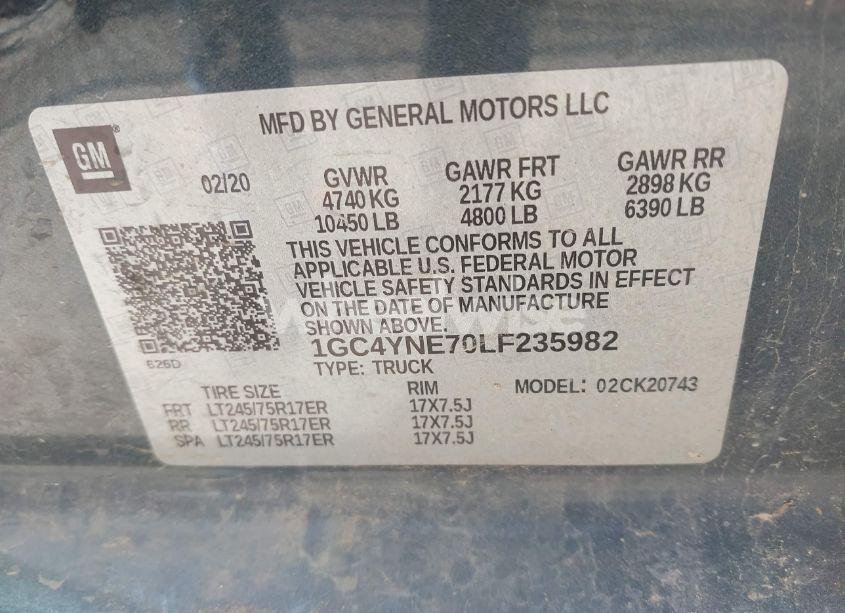 MFD BY GENERAL MOTORS LLC
GM
®
02/20
GVWR GAWR FRT GAWR RR
4740 KG 2177 KG 2898 KG
10450 LB 4800 LB 6390 LB
THIS VEHICLE CONFORMS TO ALL
APPLICABLE U.S. FEDERAL MOTOR
VEHICLE SAFETY STANDARDS IN EFFECT
ON THE DATE OF MANUFACTURE
SHOWN ABOVE.
1GC4YNE70LF235982
626D
TYPE: TRUCK
TIRE SIZE RIM MODEL: 02CK20743
FRT LT245/75R17ER 17X7.5J
RR LT245/75R17ER 17X7.5J
SPA LT245/75R17ER 17X7.5J